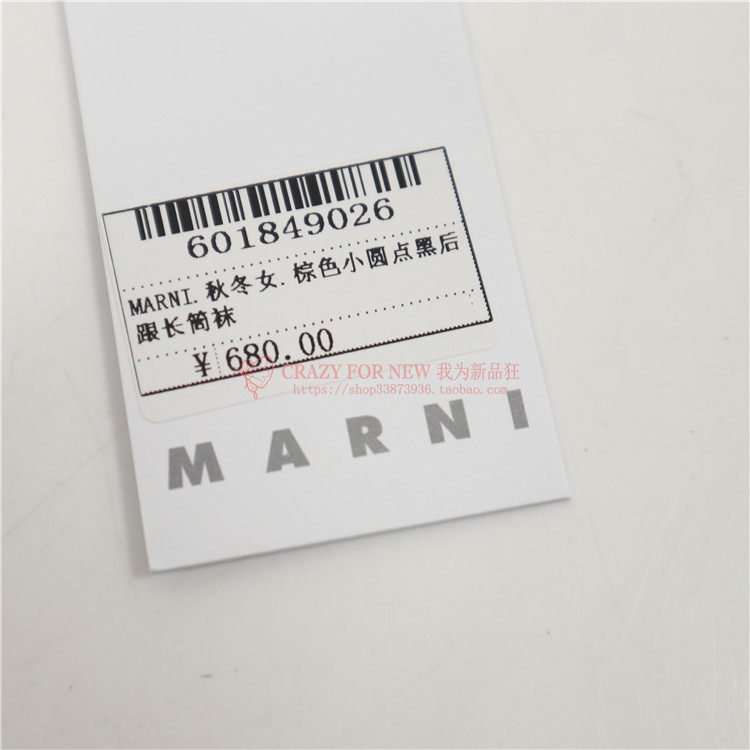 601849026
MARNI.秋冬女.棕色小圆点黑后
跟长筒袜
¥ 680.00
CRAZY FOR NEW 我为新品狂
https://shop33873936.taobao.com
MARNI